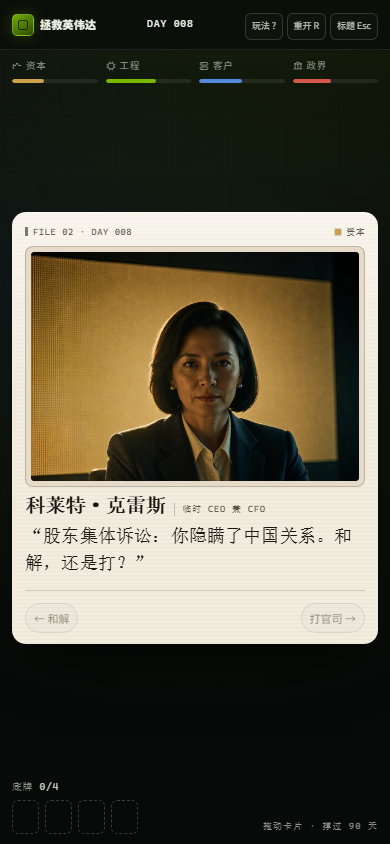 拯救英伟达
DAY 008
玩法 ?
重开 R
标题 Esc
资本
工程
客户
政界
FILE 02 · DAY 008
资本
科莱特·克雷斯
临时 CEO 兼 CFO
“股东集体诉讼：你隐瞒了中国关系。和
解，还是打？”
← 和解
打官司 →
底牌 0/4
拖动卡片 · 撑过 90 天